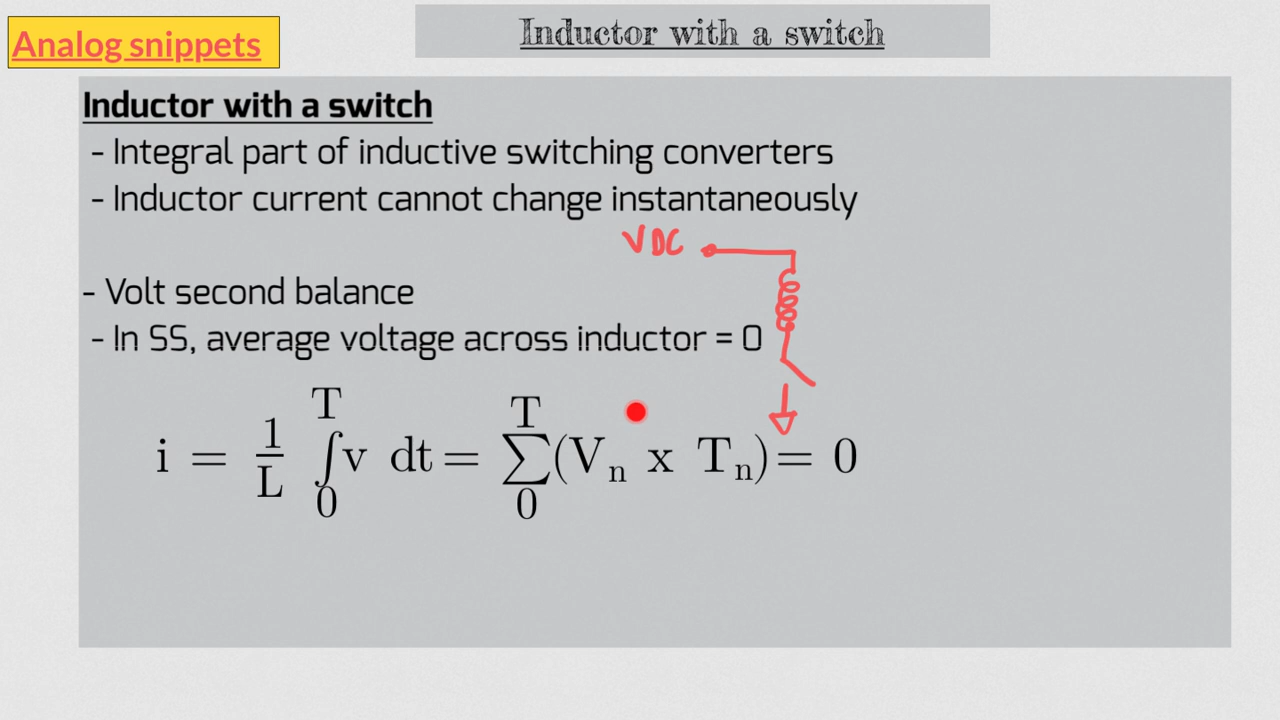 Analog snippets
Inductor with a switch
Inductor with a switch
- Integral part of inductive switching converters
- Inductor current cannot change instantaneously
VDC
- Volt second balance
- In SS, average voltage across inductor = 0
i = 1/L ∫₀ᵀ v dt = ∑₀ᵀ (Vₙ x Tₙ) = 0